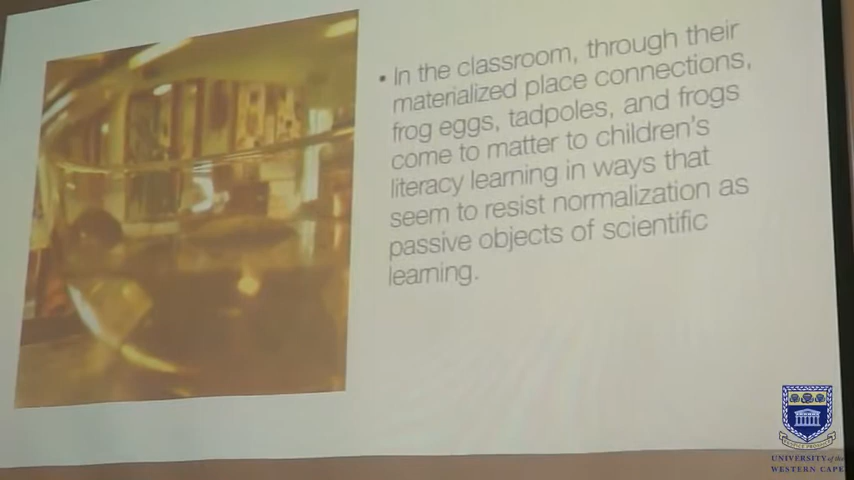 • In the classroom, through their
materialized place connections,
frog eggs, tadpoles, and frogs
come to matter to children's
literacy learning in ways that
seem to resist normalization as
passive objects of scientific
learning.
UNIVERSITY of the
WESTERN CAPE